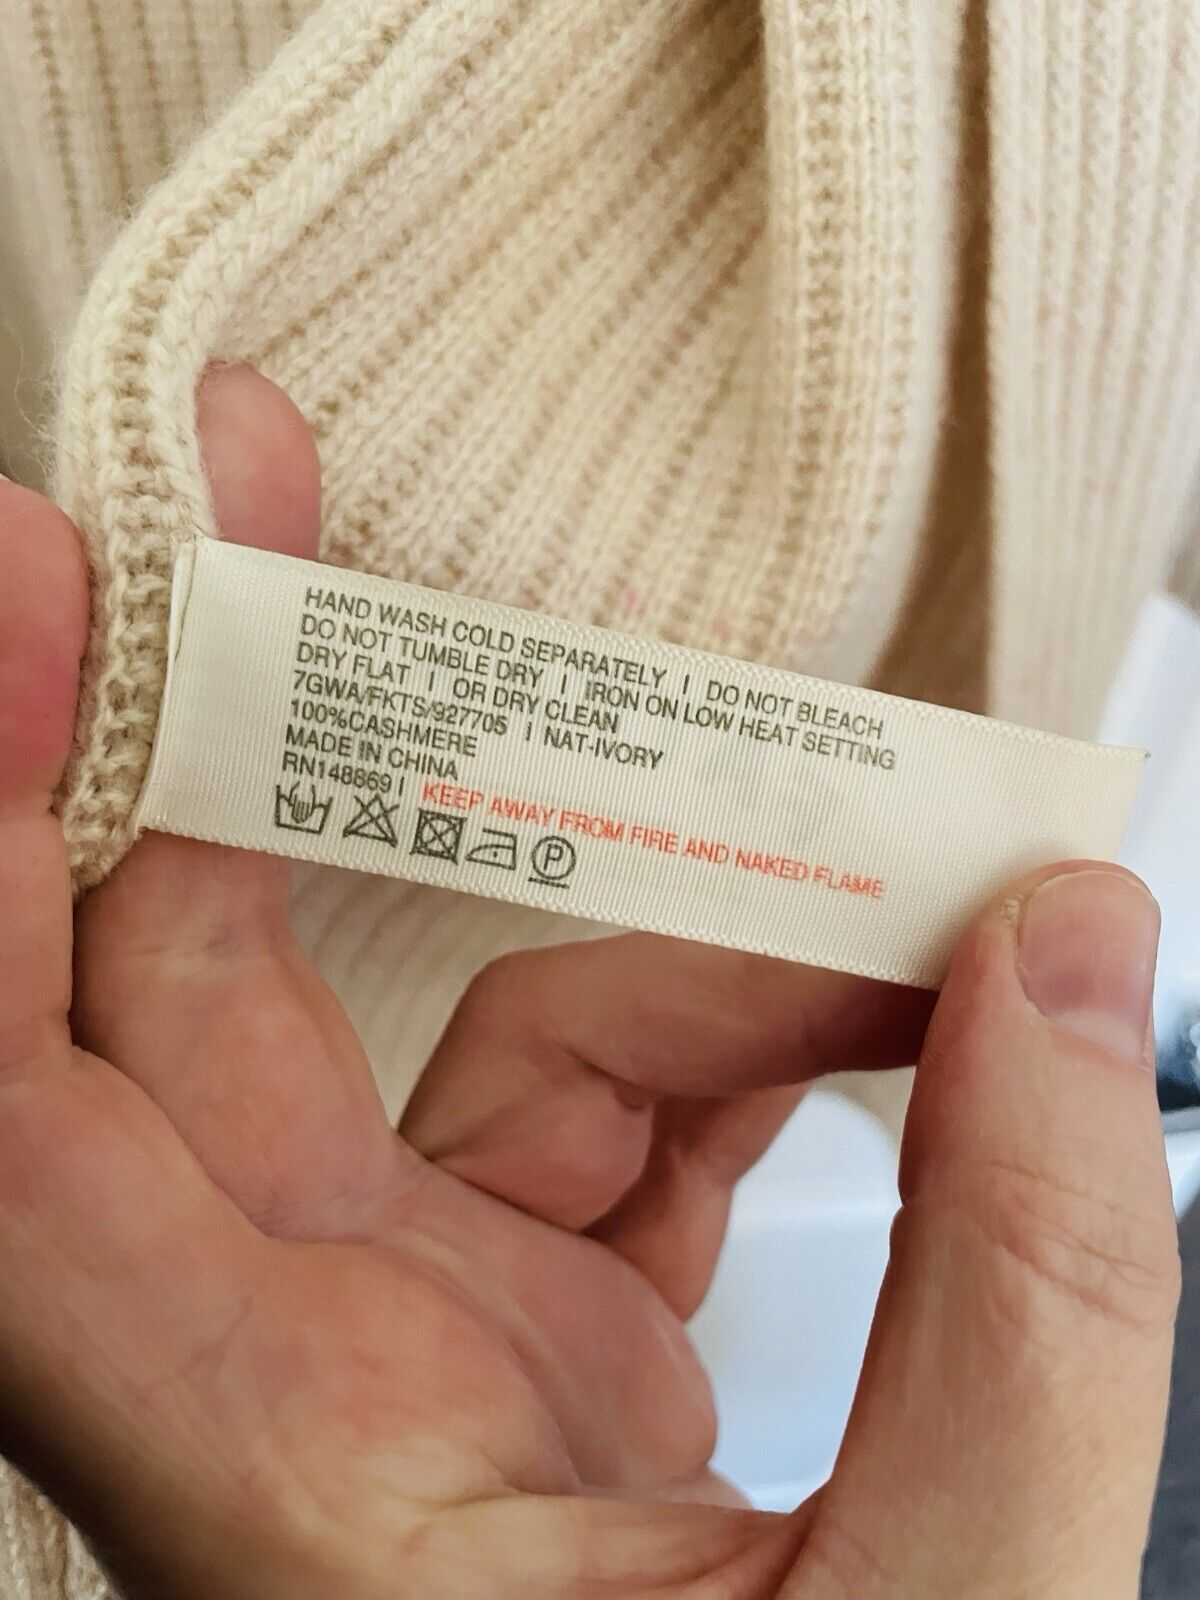 HAND WASH COLD SEPARATELY | DO NOT BLEACH
DO NOT TUMBLE DRY | IRON ON LOW HEAT SETTING
DRY FLAT | OR DRY CLEAN
7GWA/FKTS/927705 | NAT-IVORY
100%CASHMERE
MADE IN CHINA
RN148869 | KEEP AWAY FROM FIRE AND NAKED FLAME
P